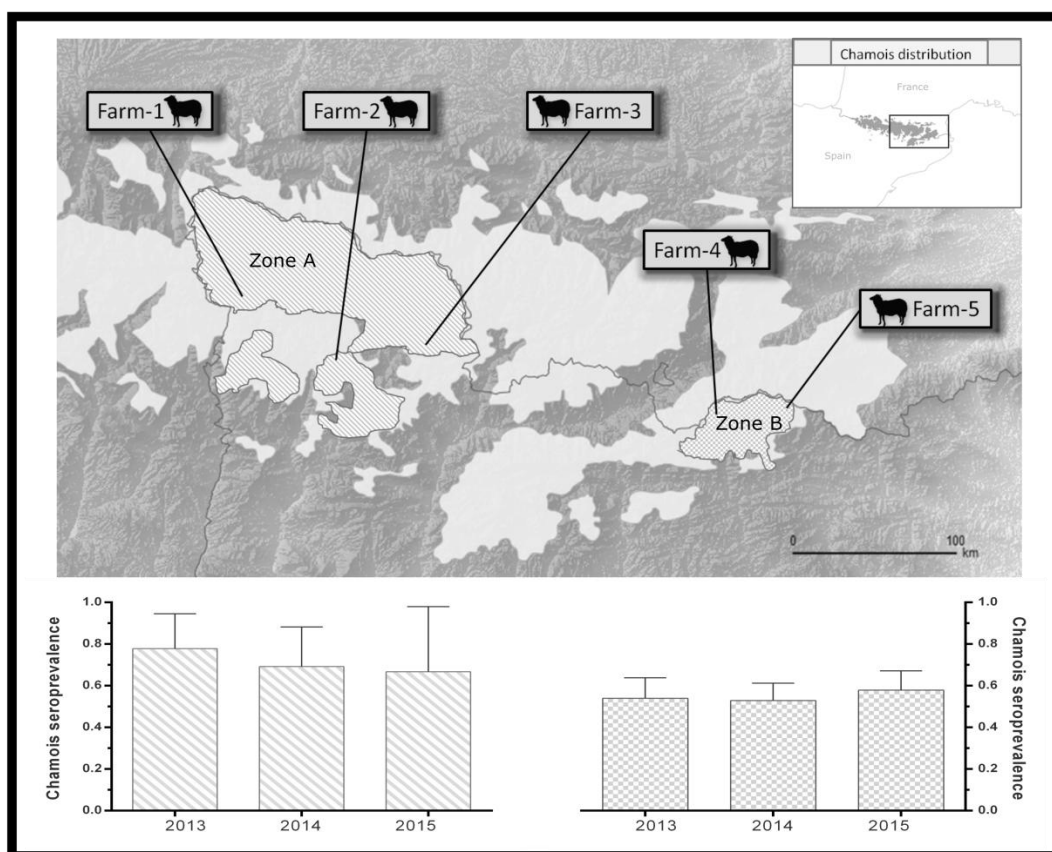 Chamois distribution
France
Spain
Farm-1
Farm-2
Farm-3
Zone A
Farm-4
Farm-5
Zone B
0 100
km
Chamois seroprevalence
1.0
0.8
0.6
0.4
0.2
0.0
2013 2014 2015
2013 2014 2015
1.0
0.8
0.6
0.4
0.2
0.0
Chamois seroprevalence